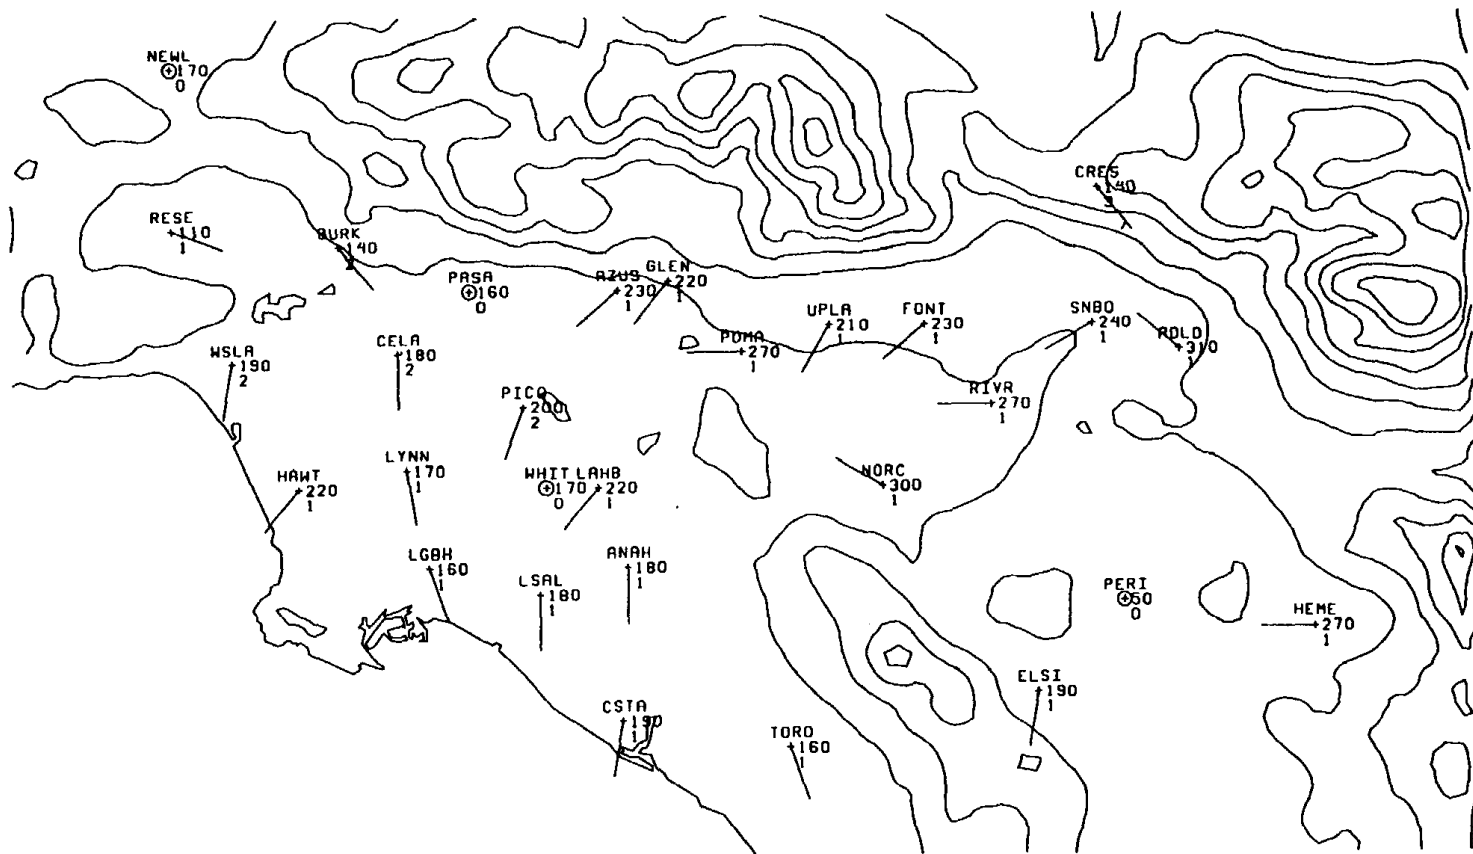 NEWL
170
0
CRES
140
3
RESE
110
1
BURK
140
2
PASA
160
0
AZUS
230
1
GLEN
220
1
UPLA
210
1
FONT
230
1
SNBO
240
1
RDLD
310
1
POMA
270
1
WSLA
190
2
CELA
180
2
PICO
200
2
RIVR
270
1
HAWT
220
1
LYNN
170
1
WHIT
170
0
LAHB
220
1
NORC
300
1
LGBH
160
1
LSAL
180
1
ANAH
180
1
PERI
50
0
HEME
270
1
ELSI
190
1
CSTA
190
1
TORO
160
1